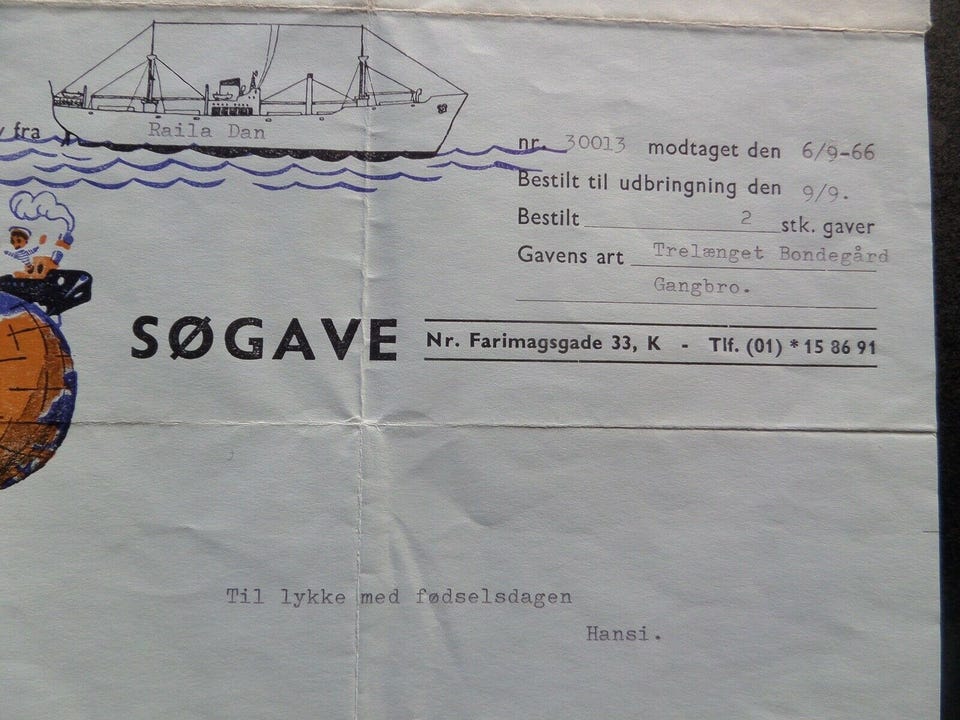 fra Raila Dan
nr. 30013 modtaget den 6/9-66
Bestilt til udbringning den 9/9.
Bestilt 2 stk. gaver
Gavens art Trelænget Bondegård
Gangbro.
SØGAVE Nr. Farimagsgade 33, K - Tlf. (01) * 15 86 91
Til lykke med fødselsdagen
Hansi.